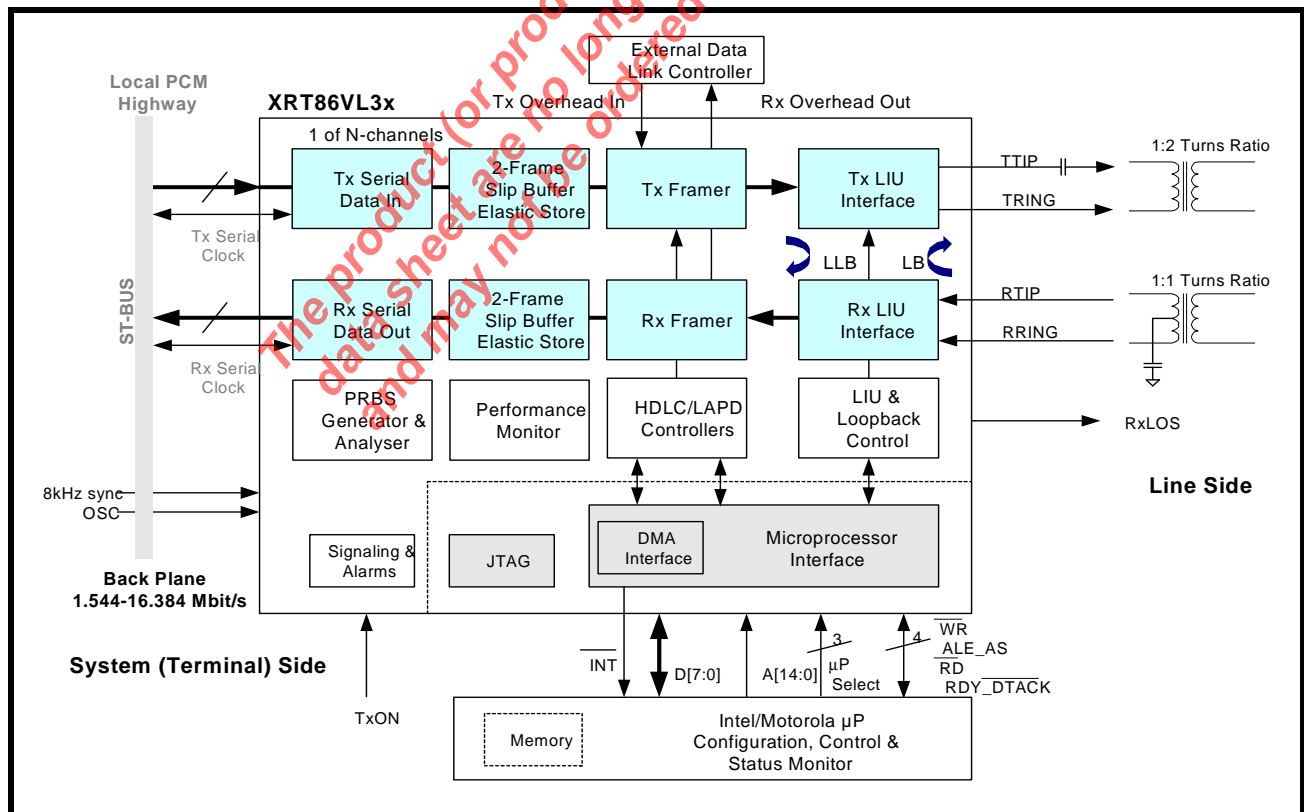 The product (or prod
data sheet are no long
and may not be ordered
External Data
Link Controller
Local PCM
Highway
XRT86VL3x
Tx Overhead In
Rx Overhead Out
1 of N-channels
Tx Serial
Data In
2-Frame
Slip Buffer
Elastic Store
Tx Framer
Tx LIU
Interface
TTIP
TRING
1:2 Turns Ratio
Tx Serial
Clock
LLB
LB
ST-BUS
Rx Serial
Data Out
2-Frame
Slip Buffer
Elastic Store
Rx Framer
Rx LIU
Interface
RTIP
RRING
1:1 Turns Ratio
Rx Serial
Clock
PRBS
Generator &
Analyser
Performance
Monitor
HDLC/LAPD
Controllers
LIU &
Loopback
Control
RxLOS
8kHz sync
OSC
Line Side
Signaling &
Alarms
JTAG
DMA
Interface
Microprocessor
Interface
Back Plane
1.544-16.384 Mbit/s
System (Terminal) Side
TxON
INT
D[7:0]
A[14:0]
3
µP
Select
4
WR
ALE_AS
RD
RDY_DTACK
Memory
Intel/Motorola µP
Configuration, Control &
Status Monitor